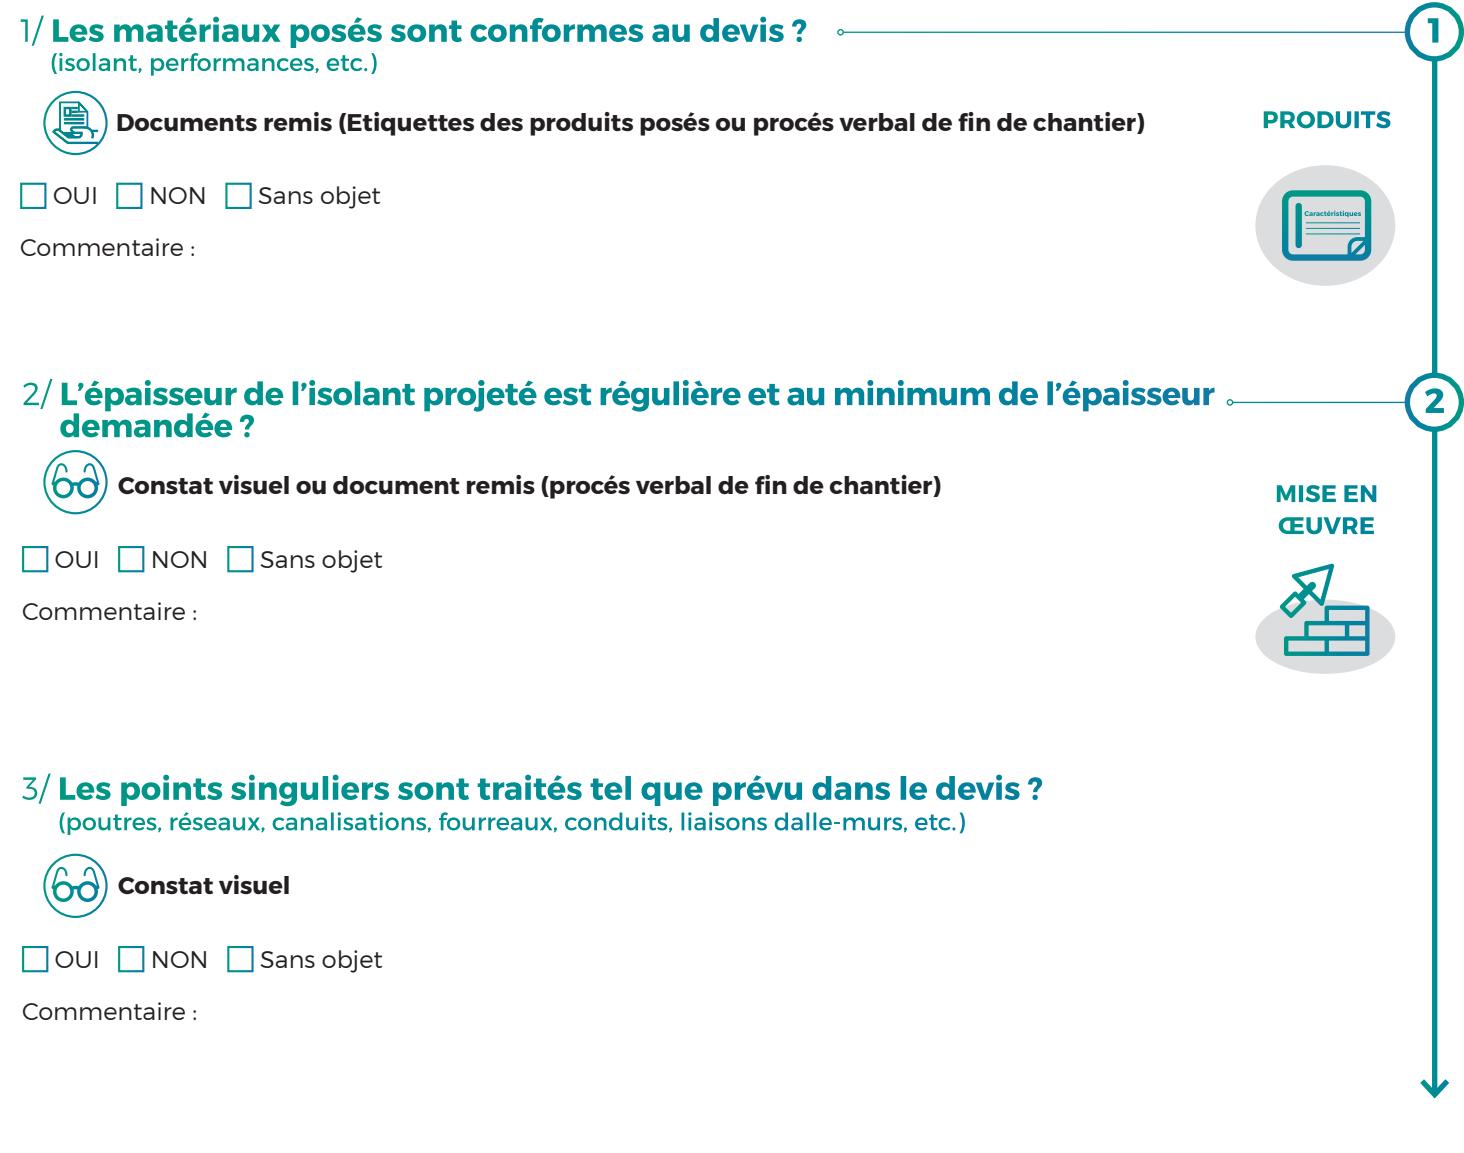 1/ Les matériaux posés sont conformes au devis ?
1
(isolant, performances, etc.)
Documents remis (Etiquettes des produits posés ou procés verbal de fin de chantier)
PRODUITS
OUI NON Sans objet
Caractéristiques
Commentaire :
2/ L’épaisseur de l’isolant projeté est régulière et au minimum de l’épaisseur
demandée ?
2
Constat visuel ou document remis (procés verbal de fin de chantier)
MISE EN
ŒUVRE
OUI NON Sans objet
Commentaire :
3/ Les points singuliers sont traités tel que prévu dans le devis ?
(poutres, réseaux, canalisations, fourreaux, conduits, liaisons dalle-murs, etc.)
Constat visuel
OUI NON Sans objet
Commentaire :